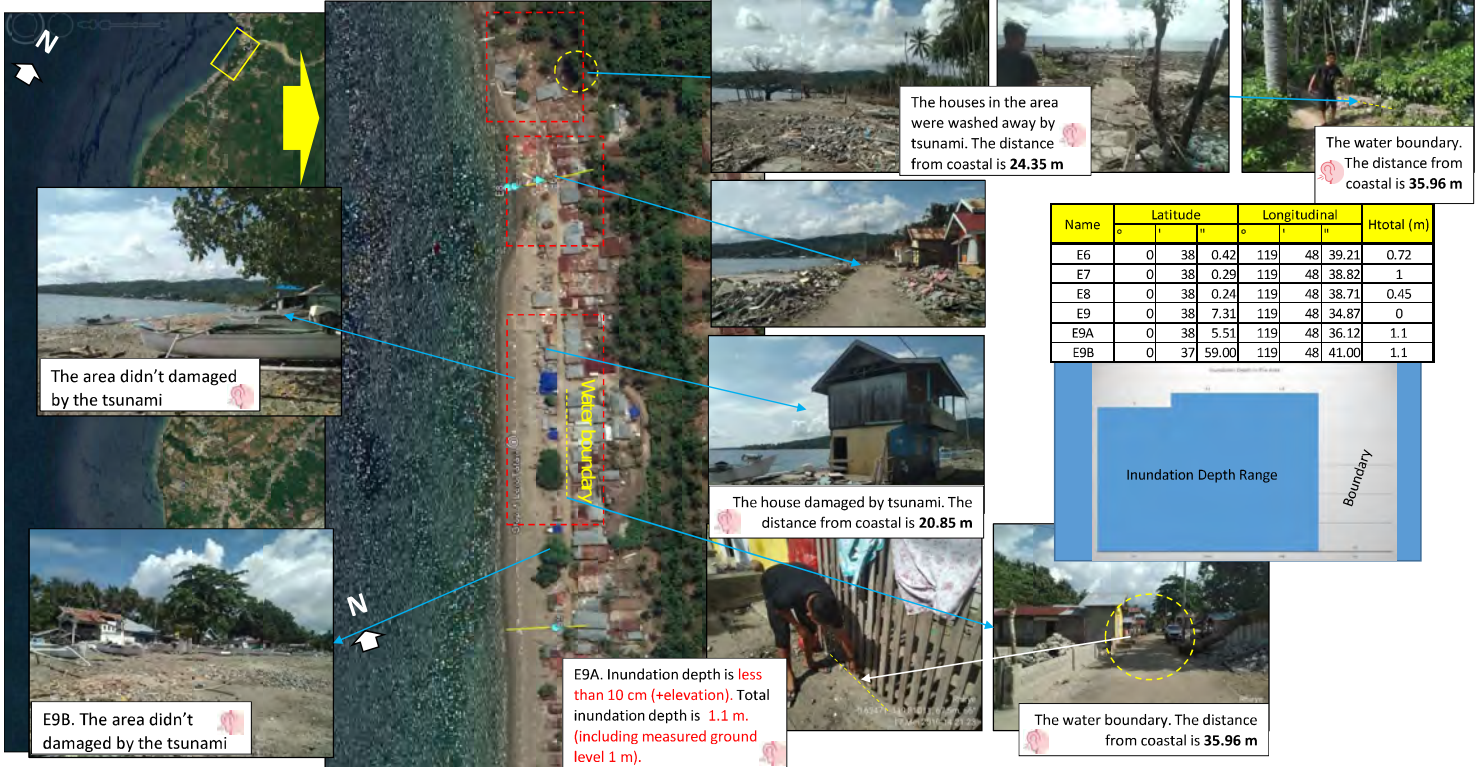 N
The houses in the area
were washed away by
tsunami. The distance
from coastal is 24.35 m
The water boundary.
The distance from
coastal is 35.96 m
Name Latitude Longitudinal Htotal (m)
° ' " ° ' "
E6 0 38 0.42 119 48 39.21 0.72
E7 0 38 0.29 119 48 38.82 1
E8 0 38 0.24 119 48 38.71 0.45
E9 0 38 7.31 119 48 34.87 0
E9A 0 38 5.51 119 48 36.12 1.1
E9B 0 37 59.00 119 48 41.00 1.1
The area didn't damaged
by the tsunami
Water boundary
Inundation Depth Range
Boundary
The house damaged by tsunami. The
distance from coastal is 20.85 m
N
E9B. The area didn't
damaged by the tsunami
E9A. Inundation depth is less
than 10 cm (+elevation). Total
inundation depth is 1.1 m.
(including measured ground
level 1 m).
The water boundary. The distance
from coastal is 35.96 m